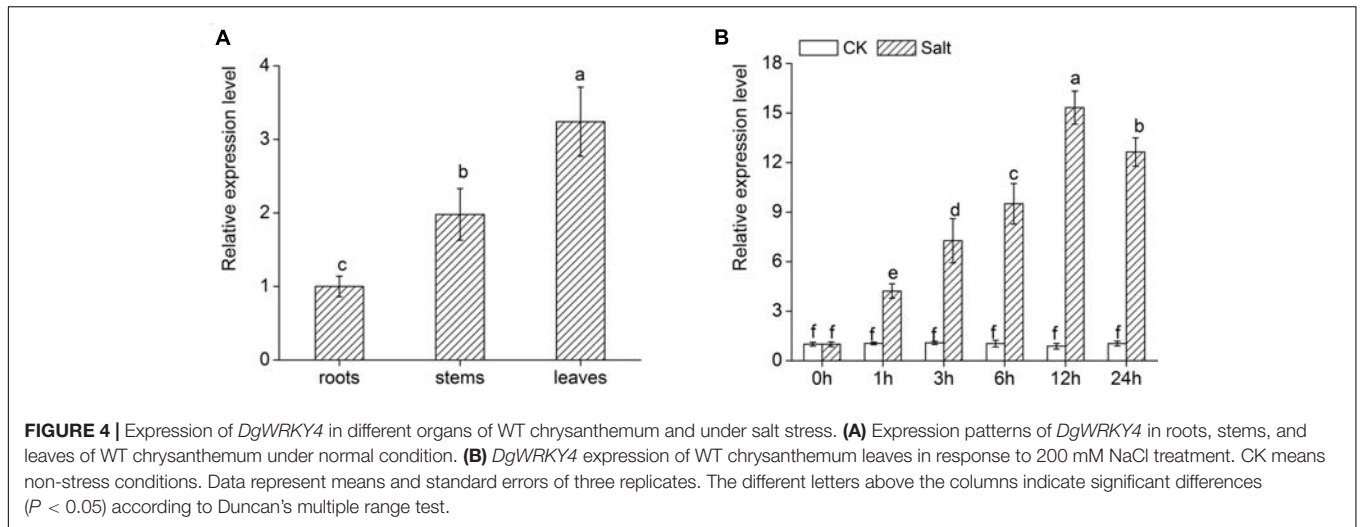 A
Relative expression level
4
3
2
1
0
c
b
a
roots stems leaves
B
CK Salt
Relative expression level
18
15
12
9
6
3
0
f f f e f d f c f a f b
0h 1h 3h 6h 12h 24h
FIGURE 4 | Expression of DgWRKY4 in different organs of WT chrysanthemum and under salt stress. (A) Expression patterns of DgWRKY4 in roots, stems, and
leaves of WT chrysanthemum under normal condition. (B) DgWRKY4 expression of WT chrysanthemum leaves in response to 200 mM NaCl treatment. CK means
non-stress conditions. Data represent means and standard errors of three replicates. The different letters above the columns indicate significant differences
(P < 0.05) according to Duncan's multiple range test.